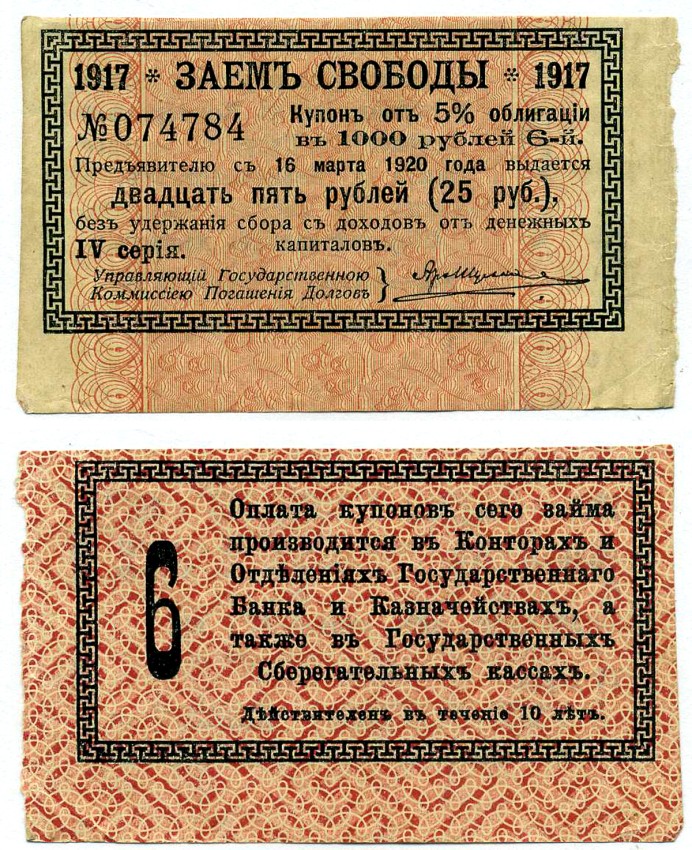 1917 * ЗАЕМЪ СВОБОДЫ * 1917
№ 074784
Купонъ отъ 5% облигаціи
въ 1000 рублей 6-й.
Предъявителю съ 16 марта 1920 года выдается
двадцать пять рублей (25 руб.),
безъ удержанія сбора съ доходовъ отъ денежныхъ
IV серія. капиталовъ.
Управляющій Государственною
Коммиссіею Погашенія Долговъ
6
Оплата купоновъ сего займа
производится въ Конторахъ и
Отдѣленіяхъ Государственнаго
Банка и Казначействахъ, а
также въ Государственныхъ
Сберегательныхъ кассахъ.
Дѣйствителенъ въ теченіе 10 лѣтъ.